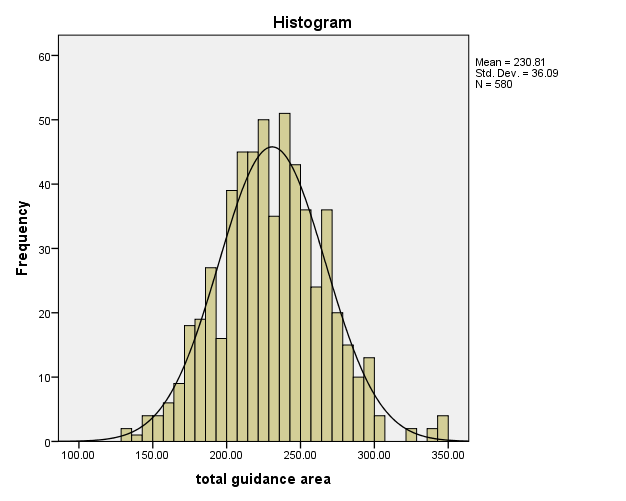 Histogram
Mean = 230.81
Std. Dev. = 36.09
N = 580
Frequency
60
50
40
30
20
10
0
100.00 150.00 200.00 250.00 300.00 350.00
total guidance area